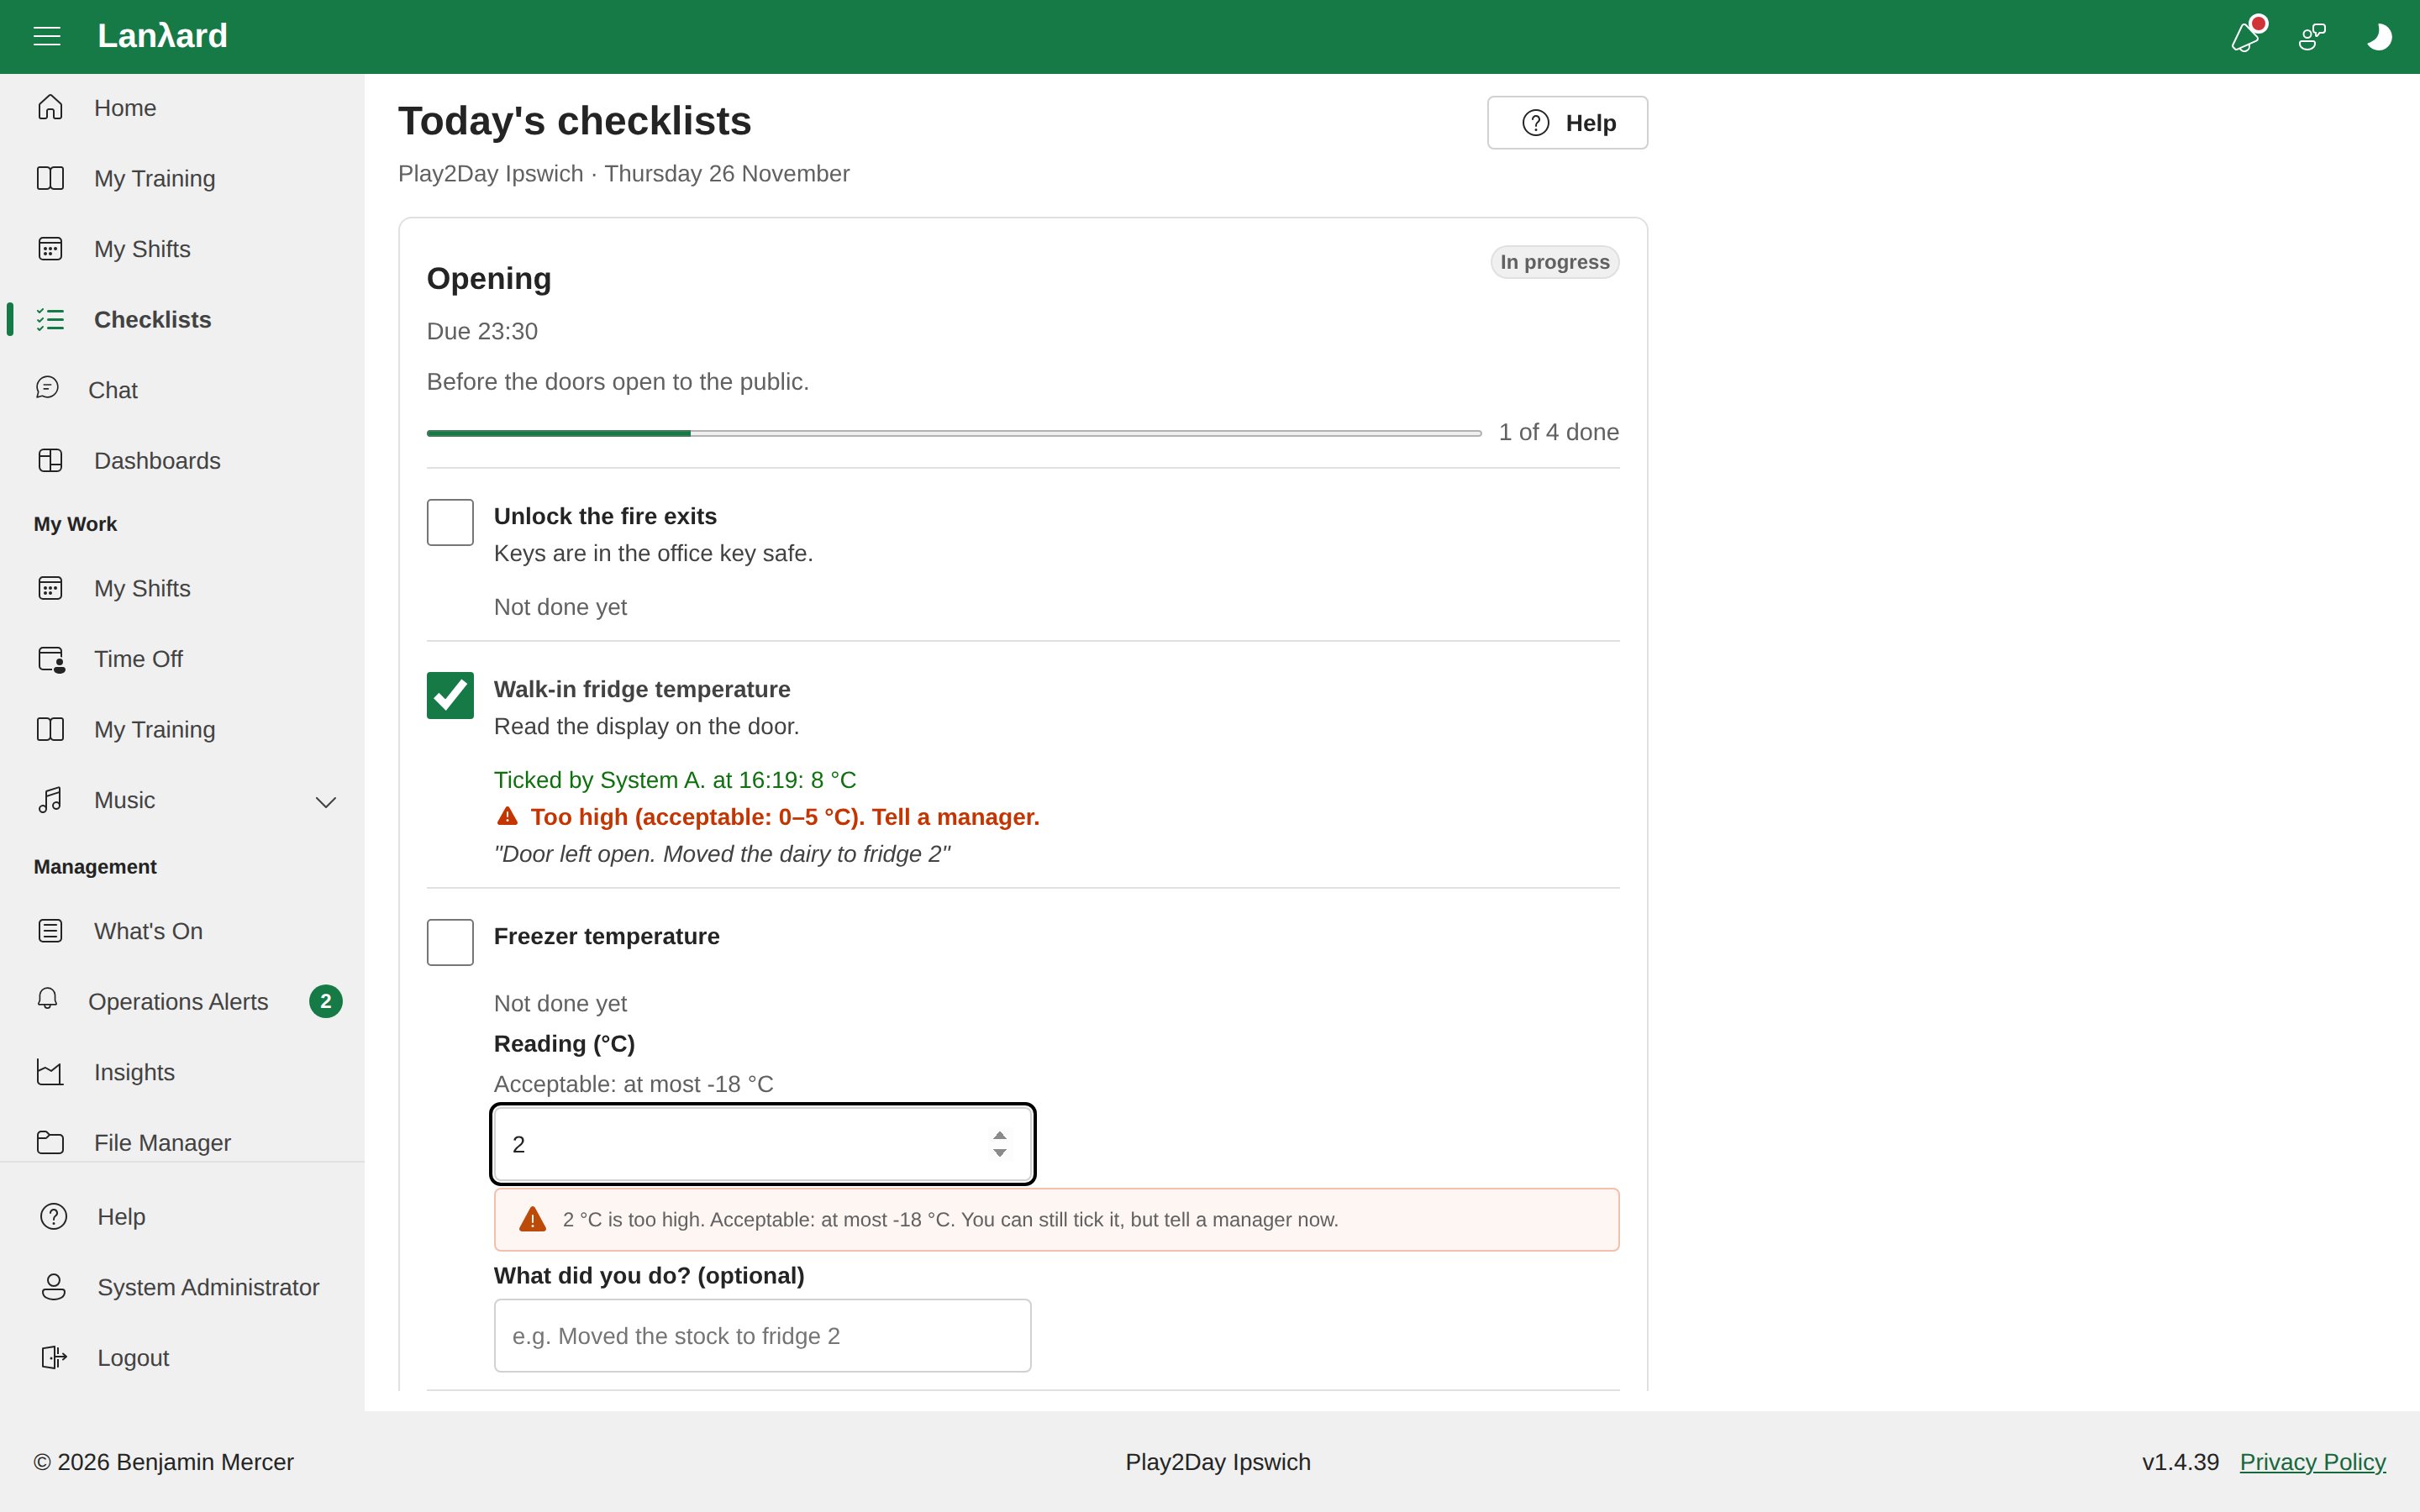 Lanλard
Home
My Training
My Shifts
Checklists
Chat
Dashboards
My Work
My Shifts
Time Off
My Training
Music
Management
What's On
Operations Alerts 2
Insights
File Manager
Help
System Administrator
Logout
Today's checklists
Help
Play2Day Ipswich · Thursday 26 November
Opening
In progress
Due 23:30
Before the doors open to the public.
1 of 4 done
Unlock the fire exits
Keys are in the office key safe.
Not done yet
Walk-in fridge temperature
Read the display on the door.
Ticked by System A. at 16:19: 8 °C
Too high (acceptable: 0–5 °C). Tell a manager.
"Door left open. Moved the dairy to fridge 2"
Freezer temperature
Not done yet
Reading (°C)
Acceptable: at most -18 °C
2
2 °C is too high. Acceptable: at most -18 °C. You can still tick it, but tell a manager now.
What did you do? (optional)
e.g. Moved the stock to fridge 2
© 2026 Benjamin Mercer
Play2Day Ipswich
v1.4.39 Privacy Policy